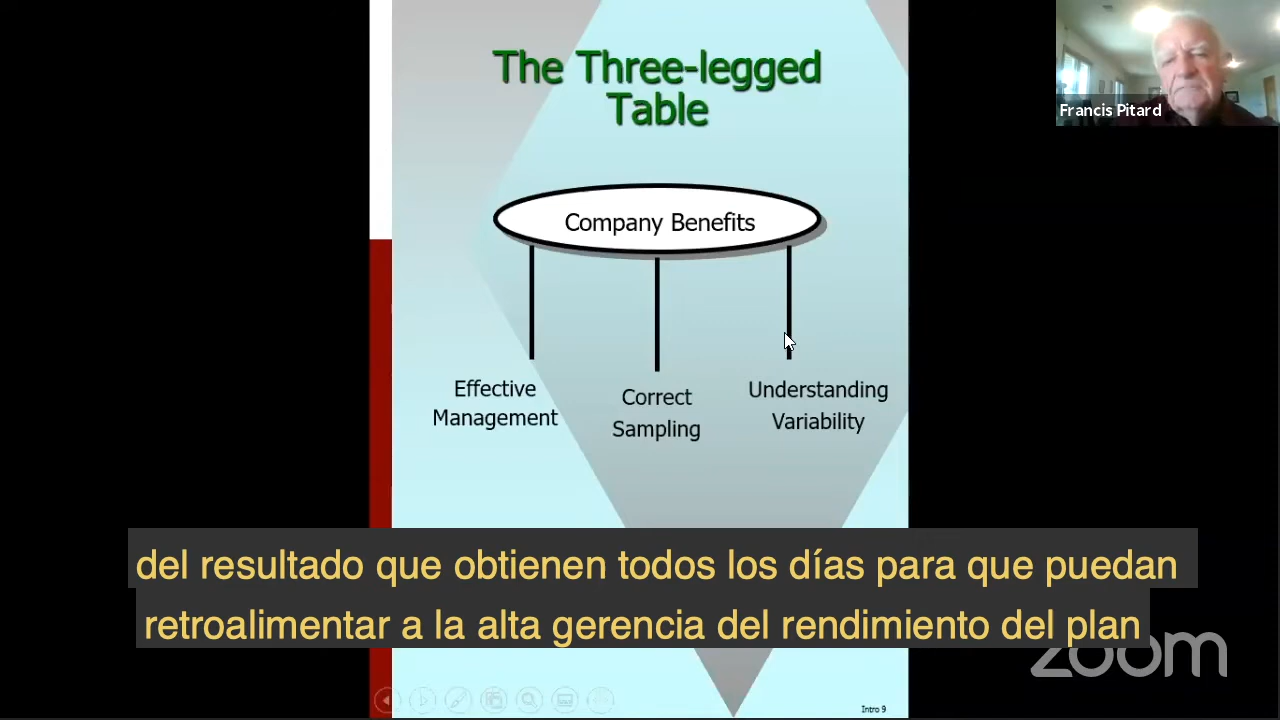 The Three-legged
Table
Francis Pitard
Company Benefits
Effective
Management
Correct
Sampling
Understanding
Variability
del resultado que obtienen todos los días para que puedan
retroalimentar a la alta gerencia del rendimiento del plan
zoom
Intro 9